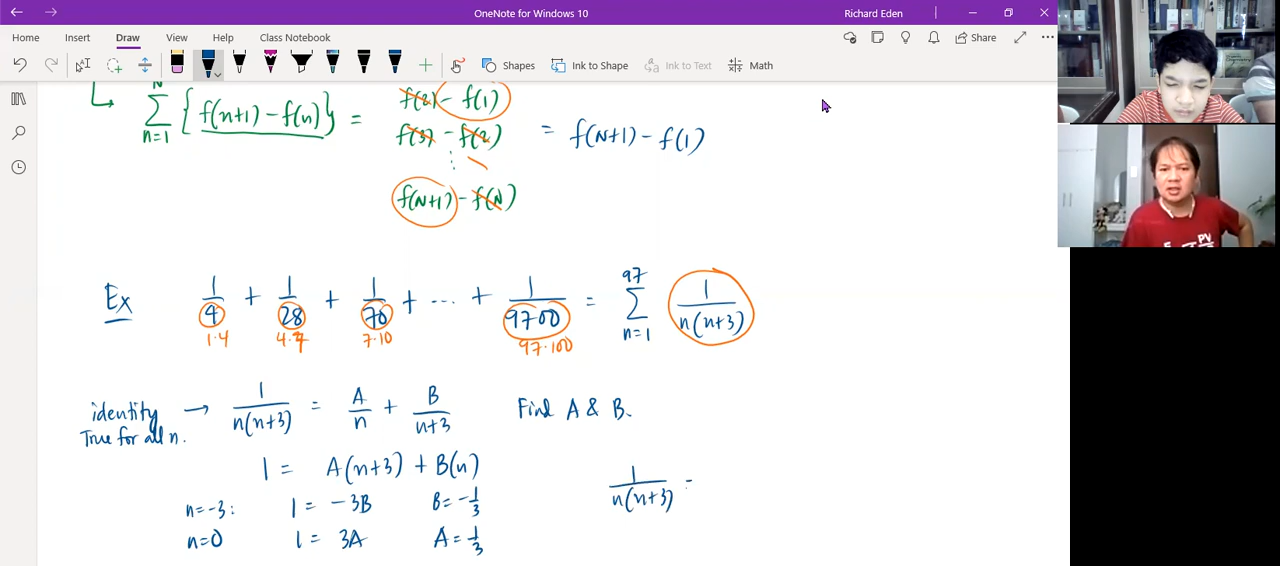 OneNote for Windows 10
Richard Eden
Home Insert Draw View Help Class Notebook
Share
Shapes Ink to Shape Ink to Text Math
N
∑ { f(n+1) - f(n) } =
n=1
f(2) - f(1)
f(3) - f(2)
⋮
f(N+1) - f(N)
= f(N+1) - f(1)
Ex 1/4 + 1/28 + 1/70 + ... + 1/9700 = ∑ 1/(n(n+3))
97
n=1
1·4 4·7 7·10 97·100
identity → 1/(n(n+3)) = A/n + B/(n+3) Find A & B.
True for all n.
1 = A(n+3) + B(n)
n=-3: 1 = -3B B = -1/3
n=0 1 = 3A A = 1/3
1/(n(n+3)) =
PV